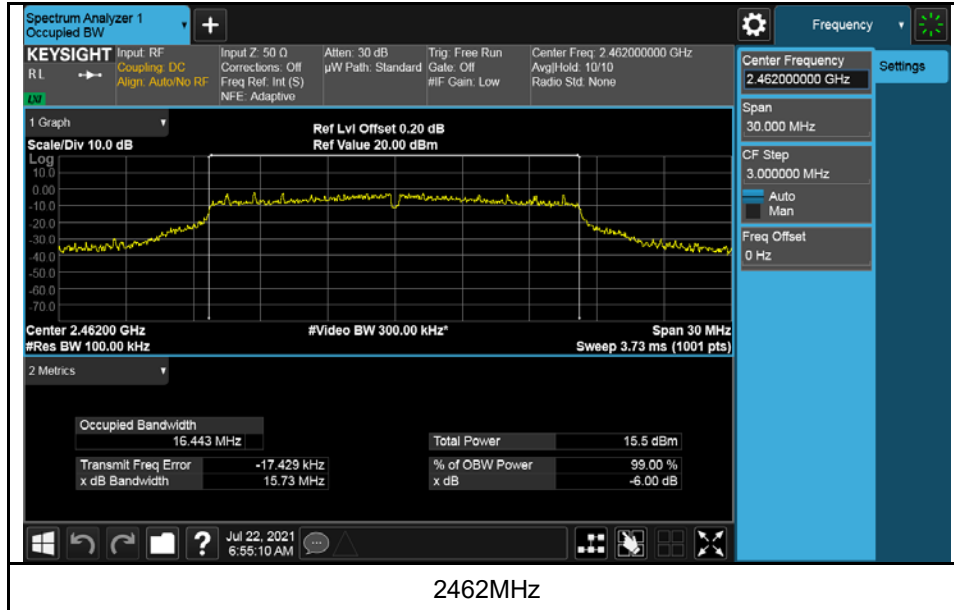 Spectrum Analyzer 1
Occupied BW
+
Frequency
KEYSIGHT
R L
LXI
Input: RF
Coupling: DC
Align: Auto/No RF
Input Z: 50 Ω
Corrections: Off
Freq Ref: Int (S)
NFE: Adaptive
Atten: 30 dB
µW Path: Standard
Trig: Free Run
Gate: Off
#IF Gain: Low
Center Freq: 2.462000000 GHz
Avg|Hold: 10/10
Radio Std: None
Center Frequency
2.462000000 GHz
Settings
Span
30.000 MHz
CF Step
3.000000 MHz
Auto
Man
Freq Offset
0 Hz
1 Graph
Scale/Div 10.0 dB
Ref Lvl Offset 0.20 dB
Ref Value 20.00 dBm
Log
10.0
0.00
-10.0
-20.0
-30.0
-40.0
-50.0
-60.0
-70.0
Center 2.46200 GHz
#Res BW 100.00 kHz
#Video BW 300.00 kHz*
Span 30 MHz
Sweep 3.73 ms (1001 pts)
2 Metrics
Occupied Bandwidth
16.443 MHz
Total Power 15.5 dBm
Transmit Freq Error -17.429 kHz
% of OBW Power 99.00 %
x dB Bandwidth 15.73 MHz
x dB -6.00 dB
?
Jul 22, 2021
6:55:10 AM
2462MHz